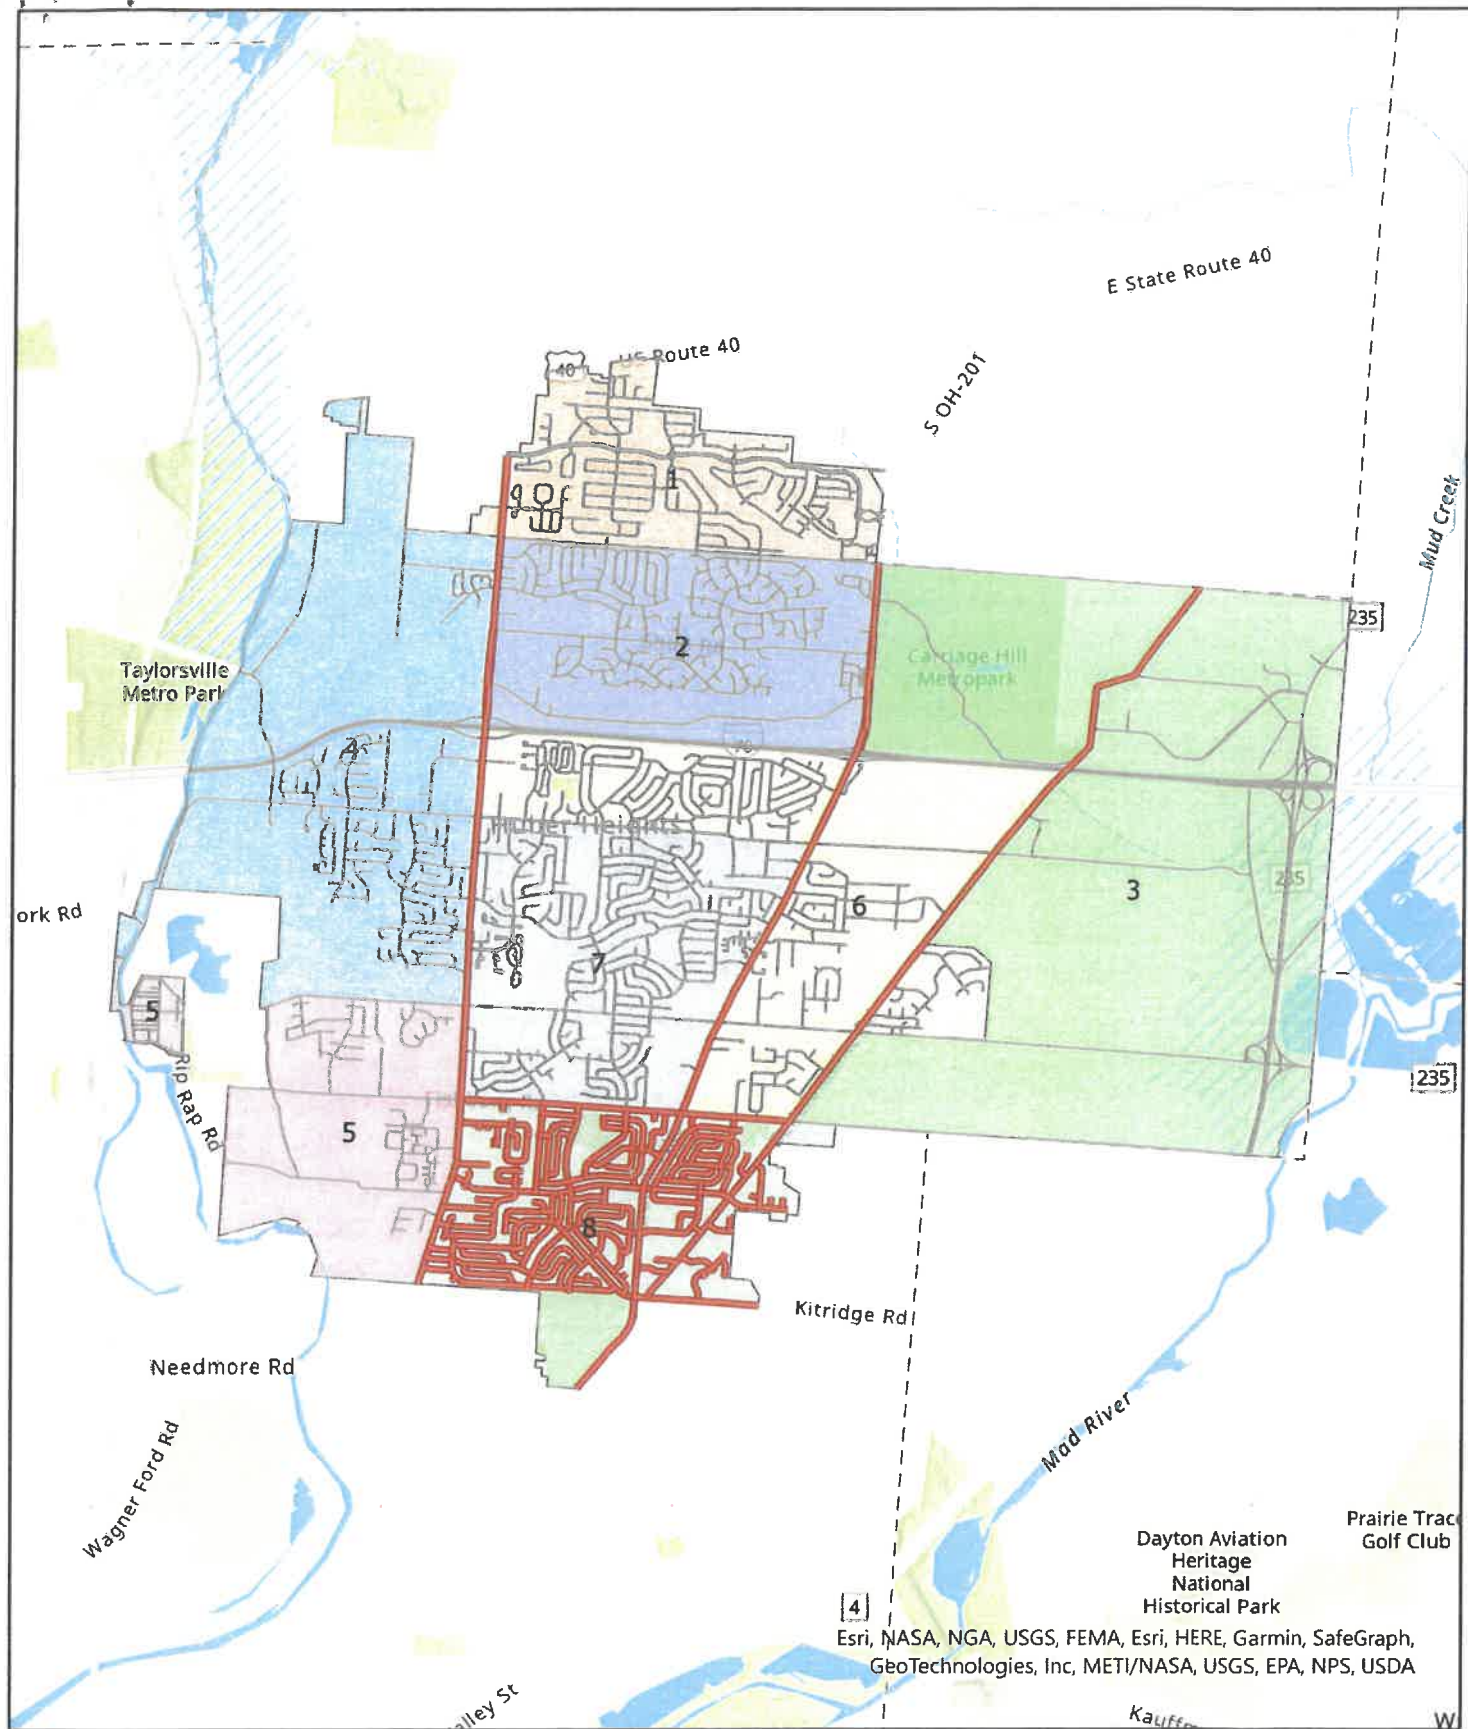 E State Route 40
US Route 40
40
S OH-201
1
Mud Creek
235
2
Carriage Hill
Metropark
Taylorsville
Metro Park
4
70
Huber Heights
235
3
6
ork Rd
7
5
Rip Rap Rd
235
5
8
Kitridge Rd
Needmore Rd
Wagner Ford Rd
Mad River
Prairie Trace
Golf Club
Dayton Aviation
Heritage
National
Historical Park
4
Esri, NASA, NGA, USGS, FEMA, Esri, HERE, Garmin, SafeGraph,
GeoTechnologies, Inc, METI/NASA, USGS, EPA, NPS, USDA
alley St